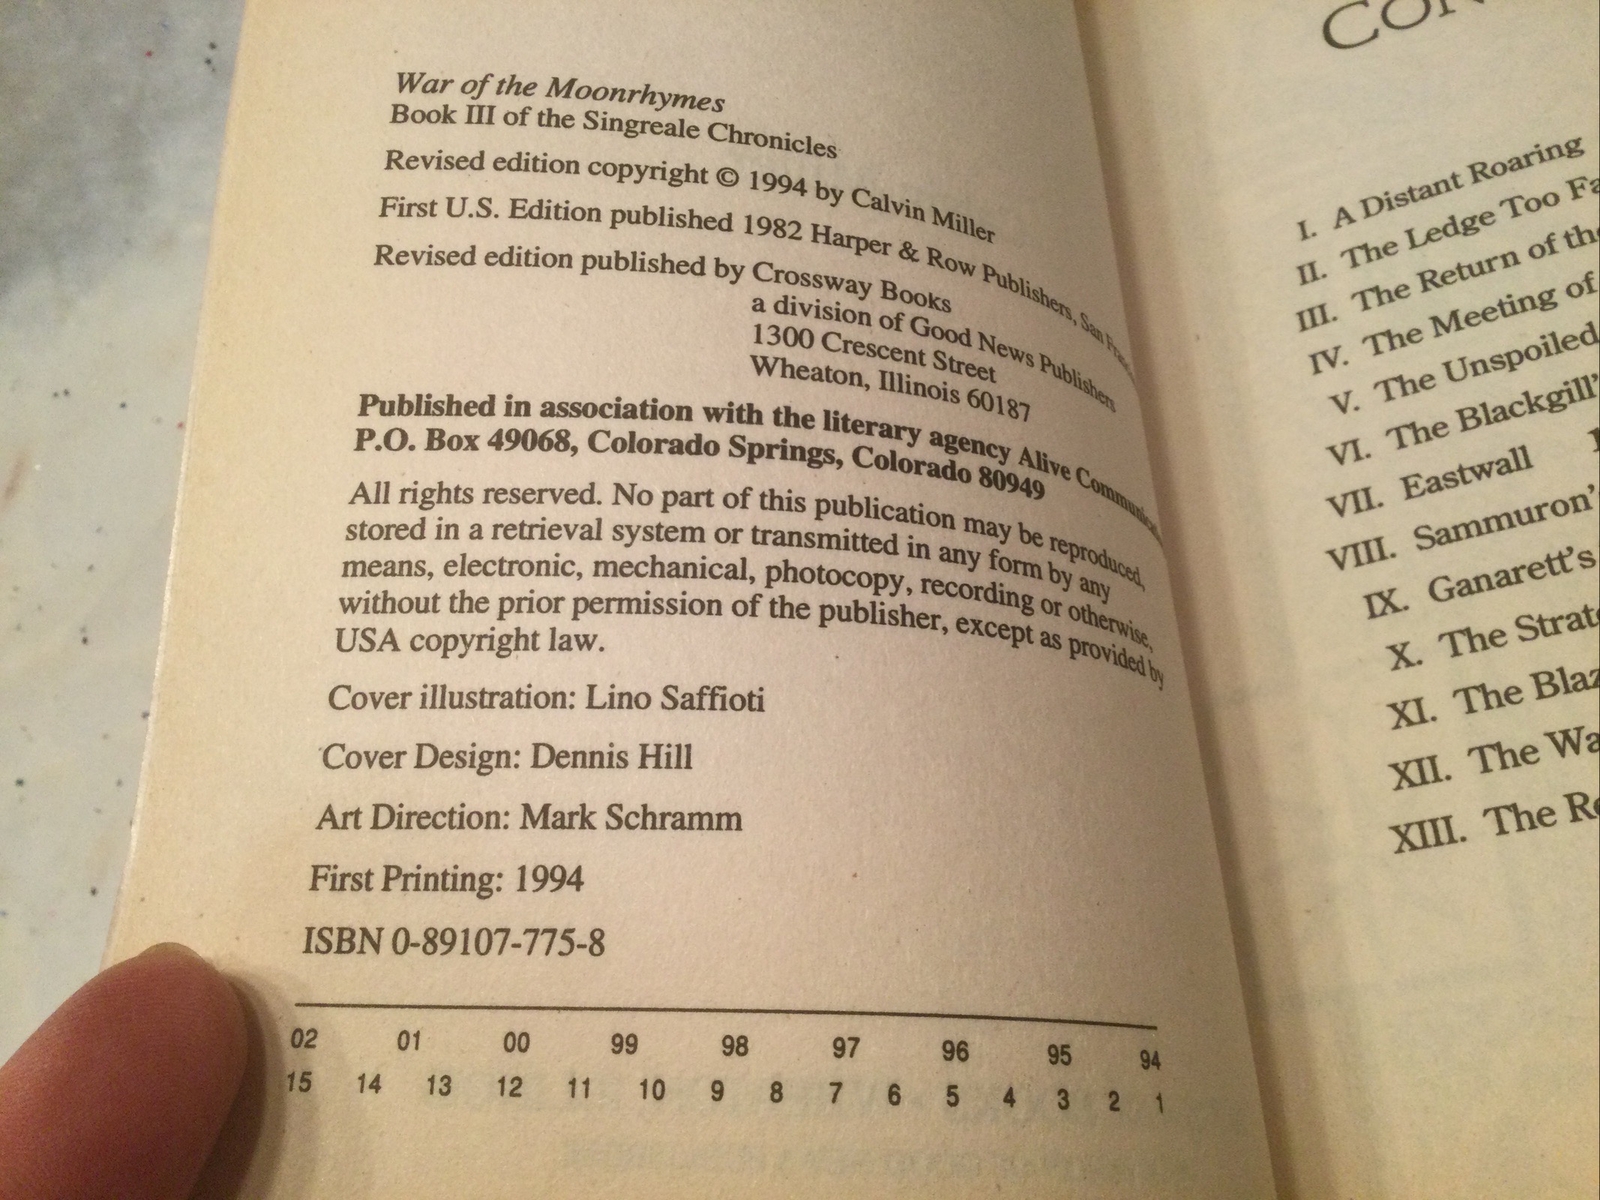 War of the Moonrhymes
Book III of the Singreale Chronicles
Revised edition copyright © 1994 by Calvin Miller
First U.S. Edition published 1982 Harper & Row Publishers, San
Revised edition published by Crossway Books
a division of Good News Publishers
1300 Crescent Street
Wheaton, Illinois 60187
Published in association with the literary agency Alive
P.O. Box 49068, Colorado Springs, Colorado 80949
All rights reserved. No part of this publication may be reproduced,
stored in a retrieval system or transmitted in any form by any
means, electronic, mechanical, photocopy, recording or otherwise,
without the prior permission of the publisher, except as provided by
USA copyright law.
Cover illustration: Lino Saffioti
Cover Design: Dennis Hill
Art Direction: Mark Schramm
First Printing: 1994
ISBN 0-89107-775-8
02 01 00 99 98 97 96 95 94
15 14 13 12 11 10 9 8 7 6 5 4 3 2 1
I. A Distant Roaring
II. The Ledge Too
III. The Return of
IV. The Meeting of
V. The Unspoiled
VI. The Blackgill's
VII. Eastwall
VIII. Sammuron's
IX. Ganarett's
X. The
XI. The
XII. The
XIII. The